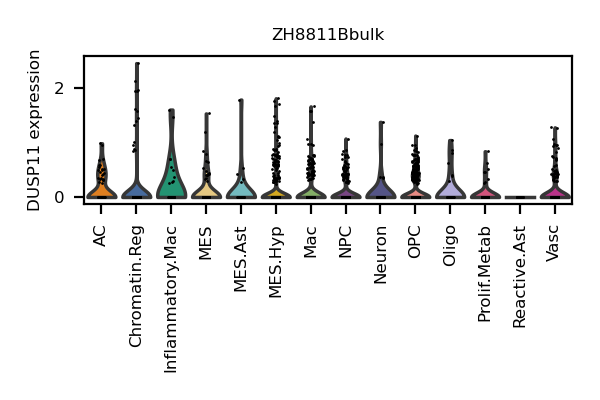 ZH8811Bbulk
DUSP11 expression
2
0
AC
Chromatin.Reg
Inflammatory.Mac
MES
MES.Ast
MES.Hyp
Mac
NPC
Neuron
OPC
Oligo
Prolif.Metab
Reactive.Ast
Vasc